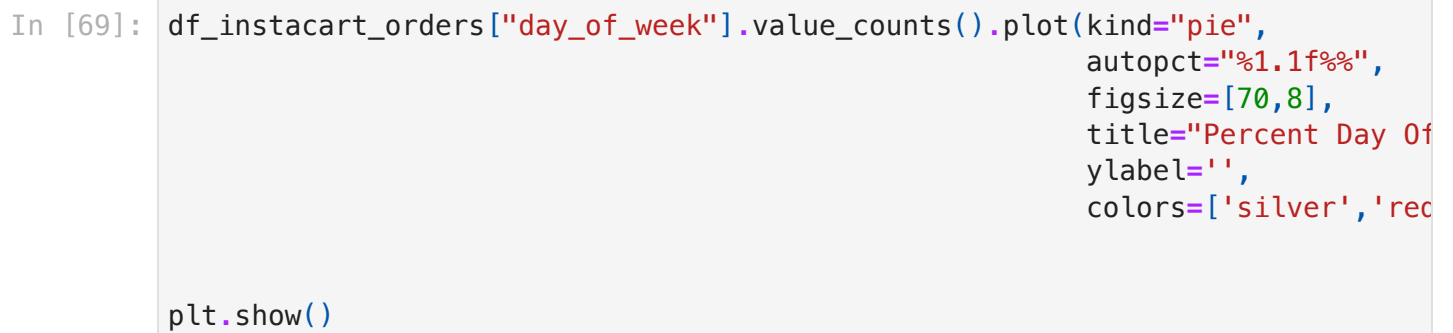 In [69]: df_instacart_orders["day_of_week"].value_counts().plot(kind="pie",
autopct="%1.1f%%",
figsize=[70,8],
title="Percent Day Of
ylabel='',
colors=['silver','red
plt.show()